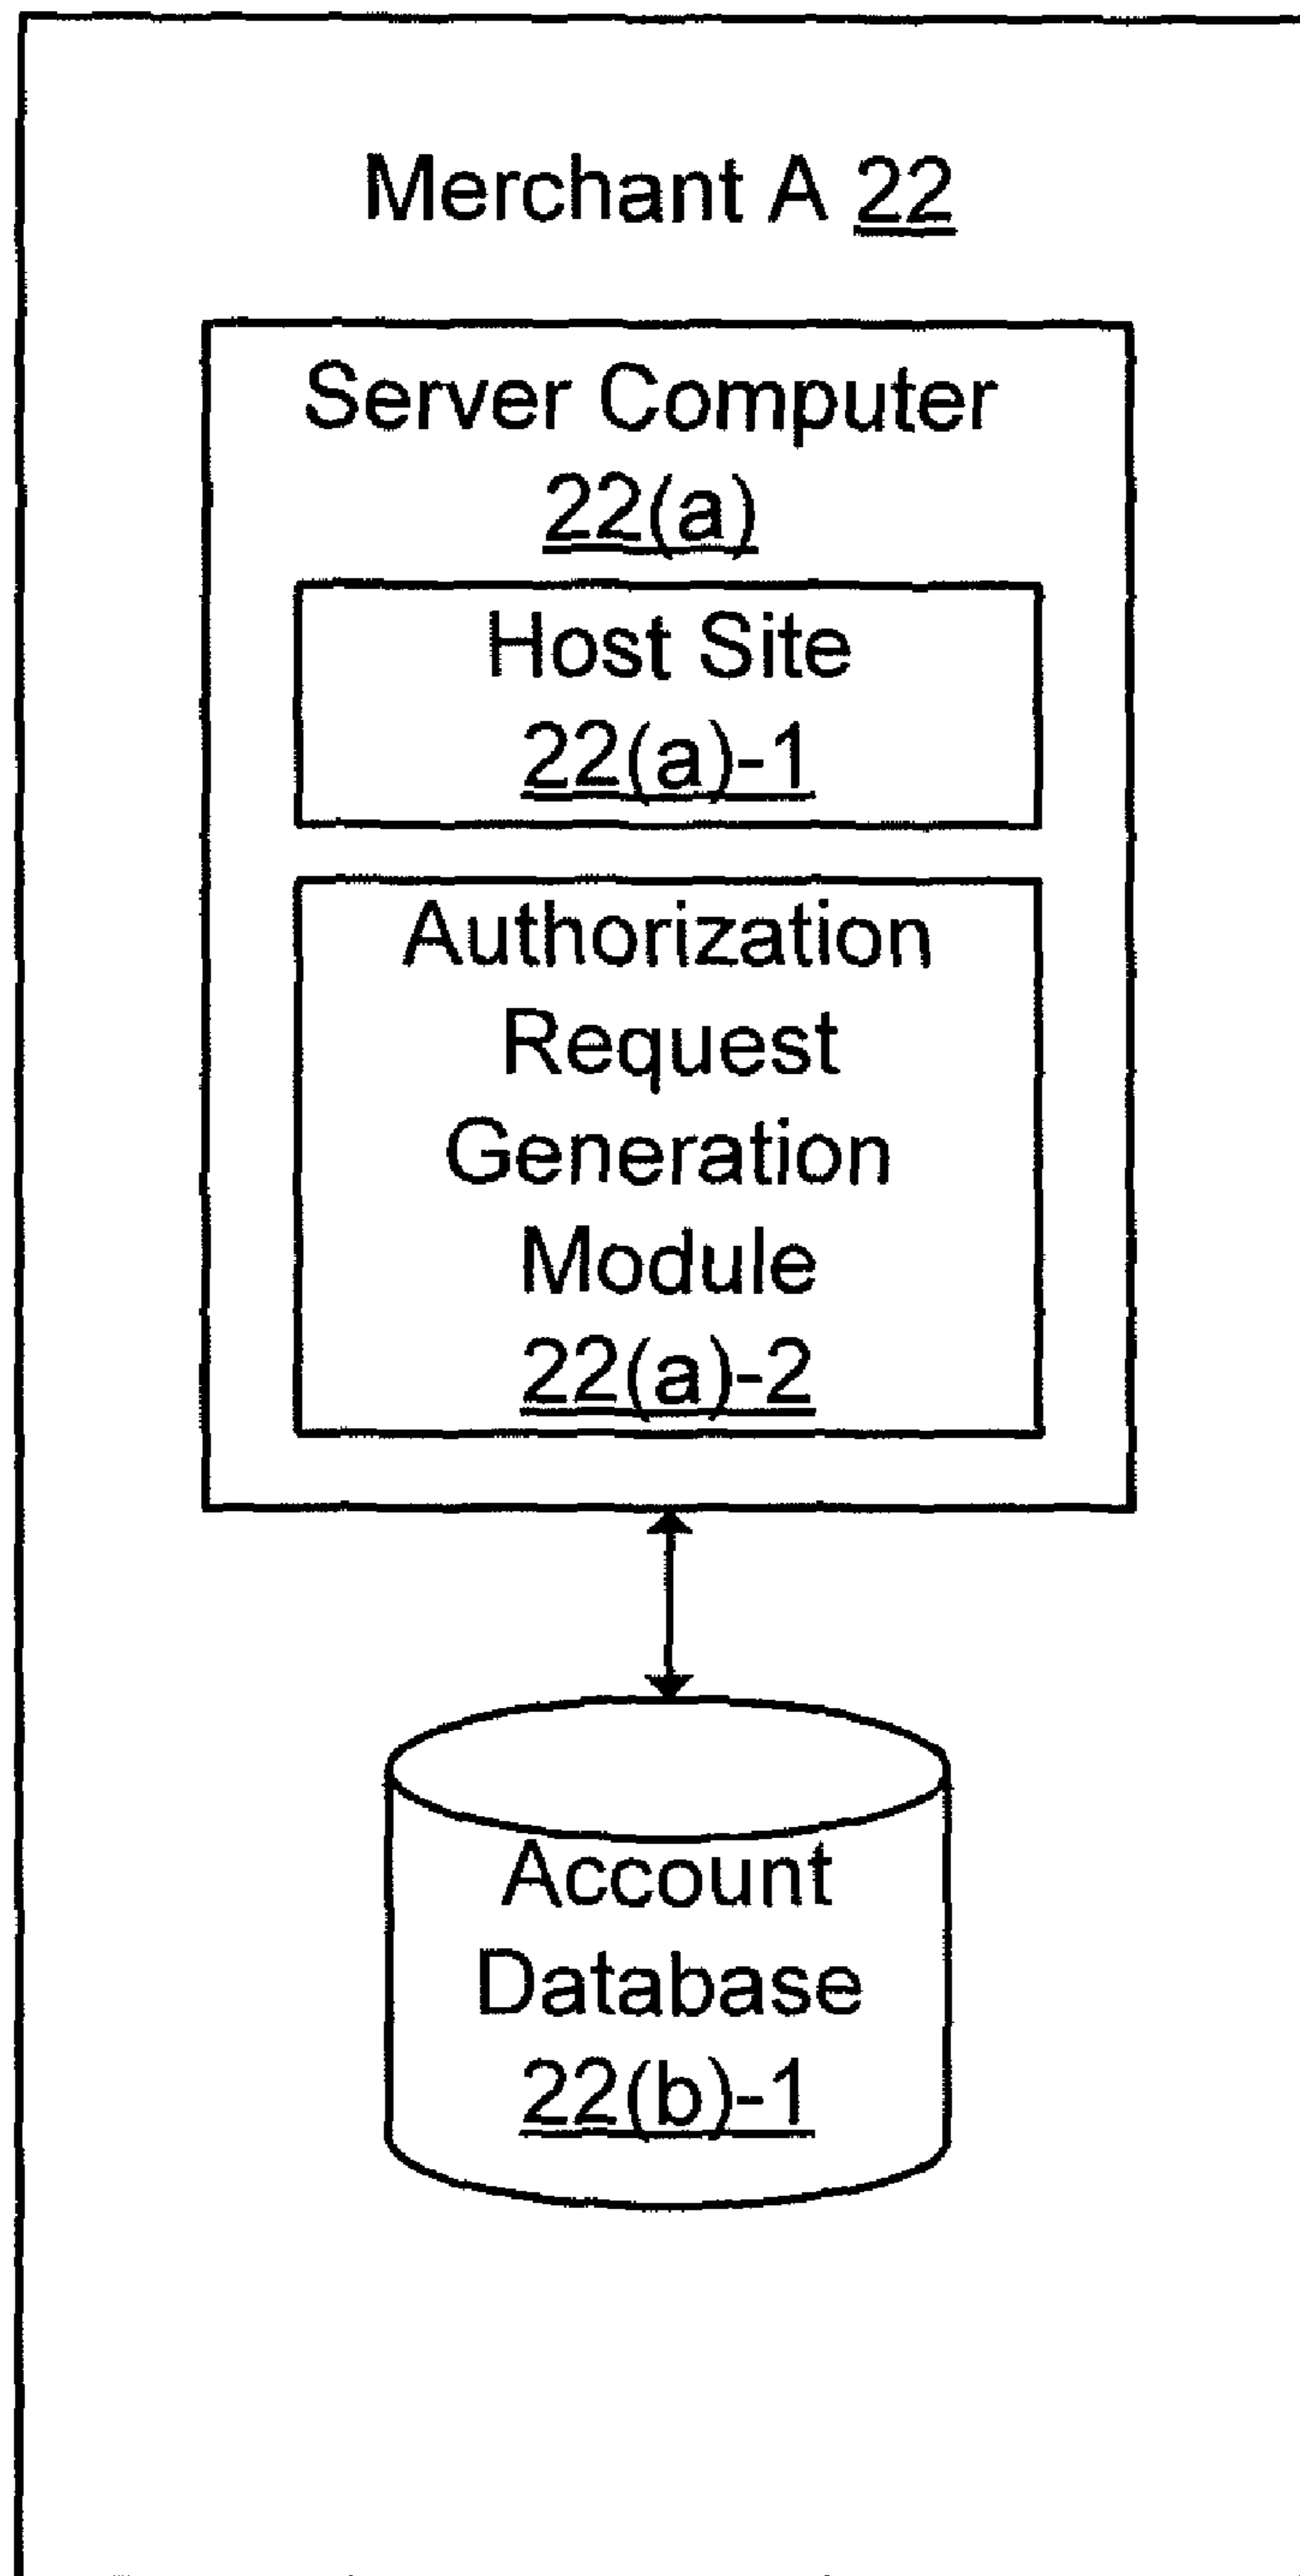 Merchant A 22
Server Computer
22(a)
Host Site
22(a)-1
Authorization
Request
Generation
Module
22(a)-2
Account
Database
22(b)-1